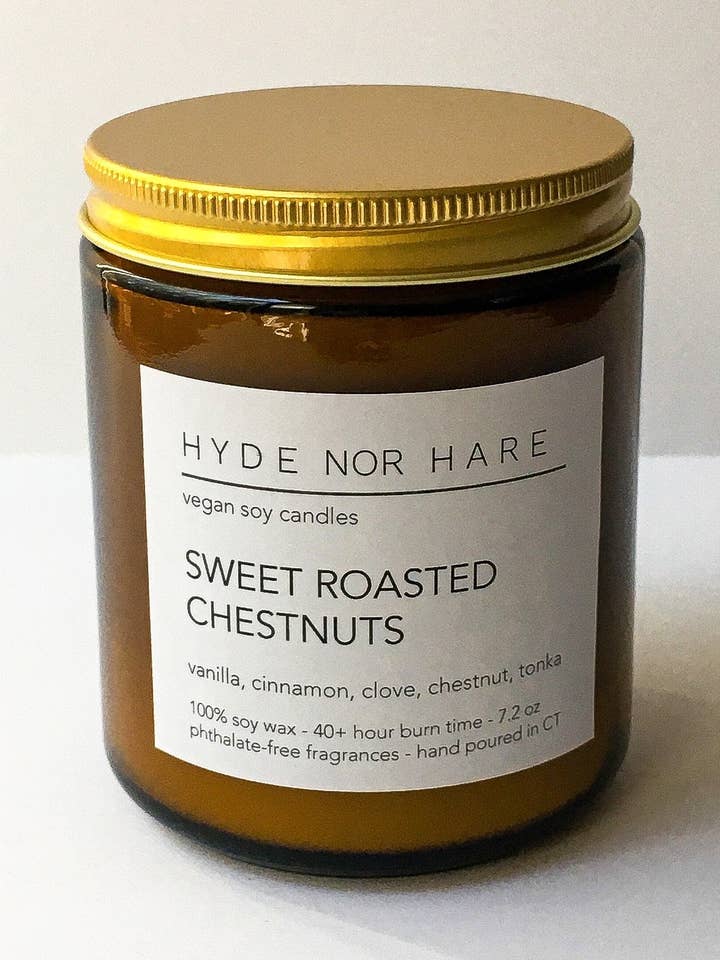 HYDE NOR HARE
vegan soy candles
SWEET ROASTED
CHESTNUTS
vanilla, cinnamon, clove, chestnut, tonka
100% soy wax - 40+ hour burn time - 7.2 oz
phthalate-free fragrances - hand poured in CT